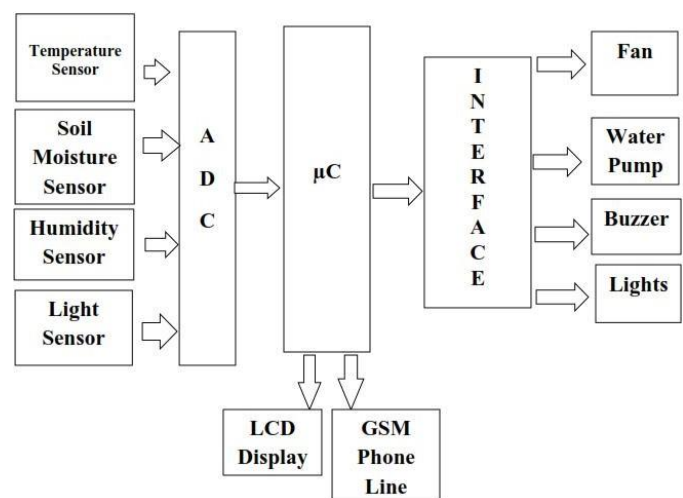 Temperature
Sensor
Soil
Moisture
Sensor
Humidity
Sensor
Light
Sensor
A
D
C
µC
I
N
T
E
R
F
A
C
E
Fan
Water
Pump
Buzzer
Lights
LCD
Display
GSM
Phone
Line